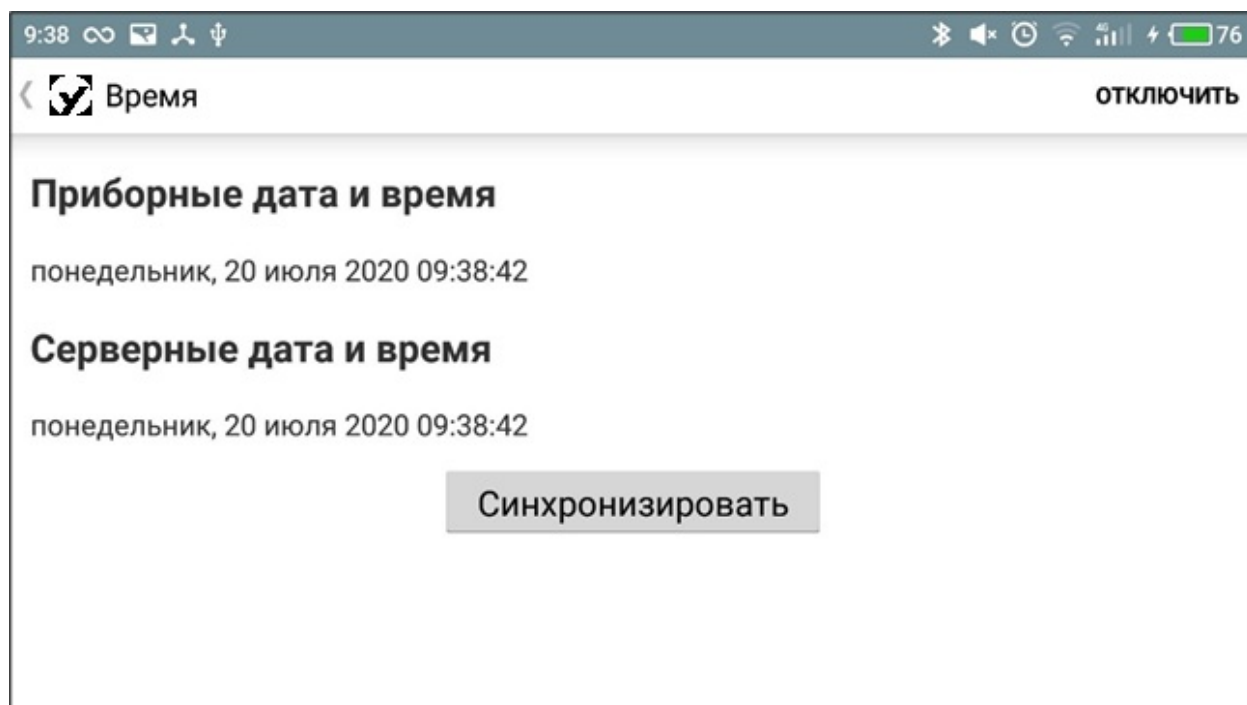 9:38
4G
76
Время
ОТКЛЮЧИТЬ
Приборные дата и время
понедельник, 20 июля 2020 09:38:42
Серверные дата и время
понедельник, 20 июля 2020 09:38:42
Синхронизировать